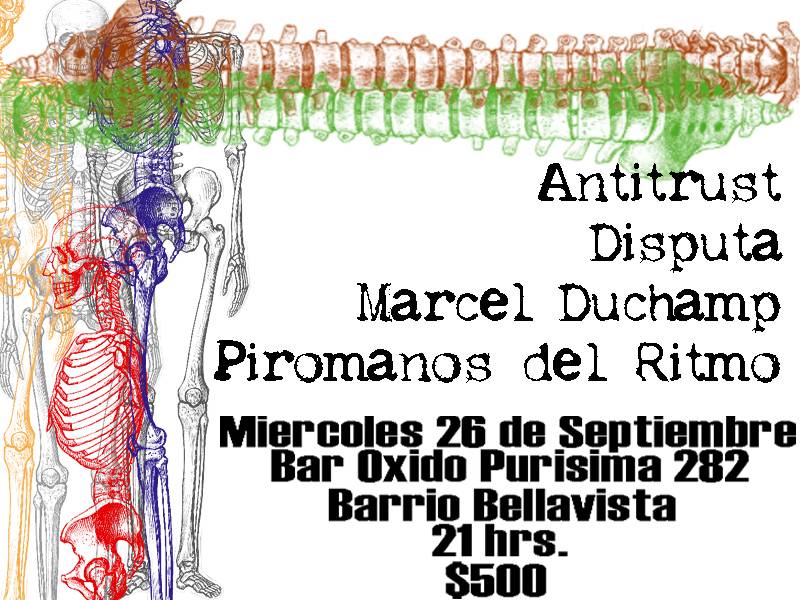 Antitrust
Disputa
Marcel Duchamp
Piromanos del Ritmo
Miercoles 26 de Septiembre
Bar Oxido Purisima 282
Barrio Bellavista
21 hrs.
$500